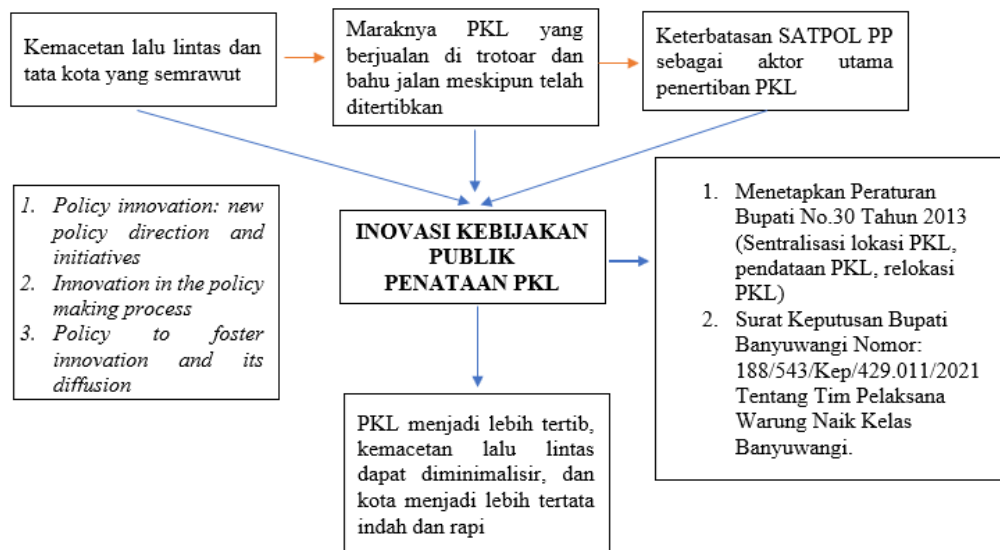 Kemacetan lalu lintas dan
tata kota yang semrawut
Maraknya PKL yang
berjualan di trotoar dan
bahu jalan meskipun telah
ditertibkan
Keterbatasan SATPOL PP
sebagai aktor utama
penertiban PKL
1. Policy innovation: new
policy direction and
initiatives
2. Innovation in the policy
making process
3. Policy to foster
innovation and its
diffusion
INOVASI KEBIJAKAN
PUBLIK
PENATAAN PKL
1. Menetapkan Peraturan
Bupati No.30 Tahun 2013
(Sentralisasi lokasi PKL,
pendataan PKL, relokasi
PKL)
2. Surat Keputusan Bupati
Banyuwangi Nomor:
188/543/Kep/429.011/2021
Tentang Tim Pelaksana
Warung Naik Kelas
Banyuwangi.
PKL menjadi lebih tertib,
kemacetan lalu lintas
dapat diminimalisir, dan
kota menjadi lebih tertata
indah dan rapi